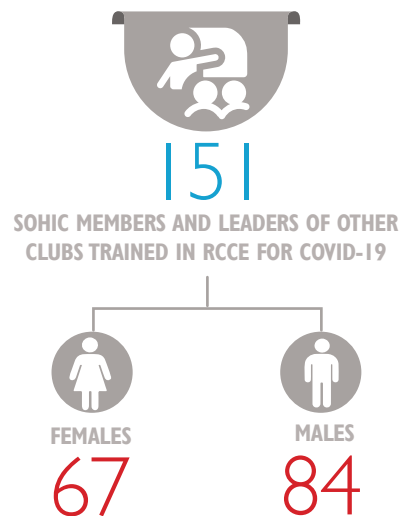 151
SOHIC MEMBERS AND LEADERS OF OTHER
CLUBS TRAINED IN RCCE FOR COVID-19
FEMALES
67
MALES
84